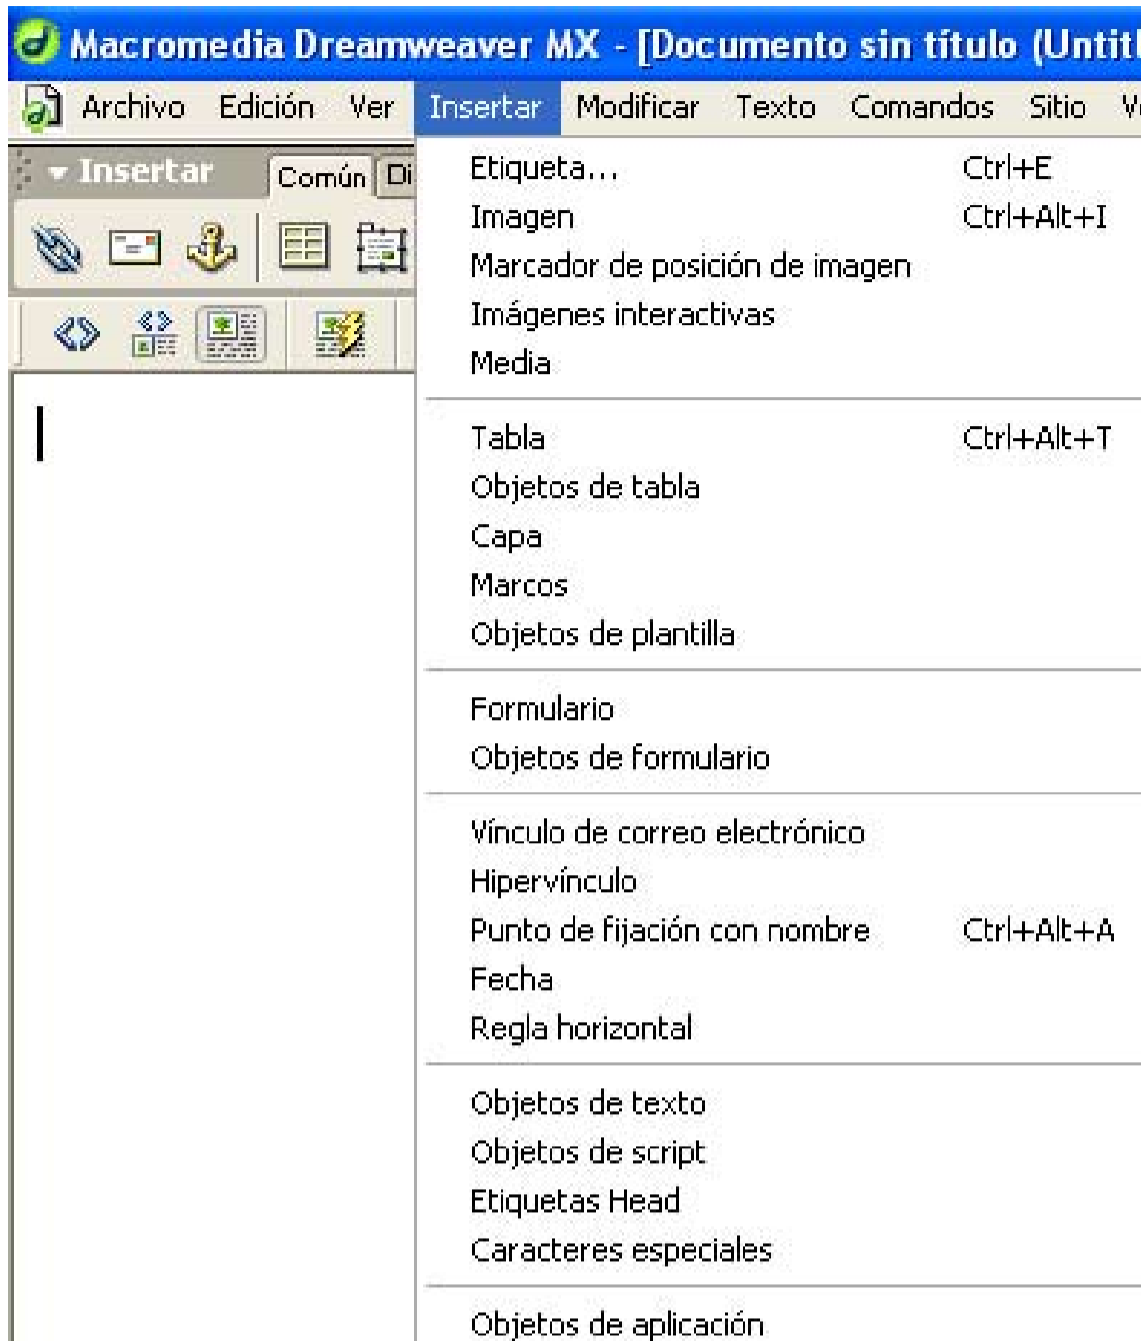 Macromedia Dreamweaver MX - [Documento sin título (Untitl
Archivo Edición Ver Insertar Modificar Texto Comandos Sitio
Insertar Común Di
Etiqueta... Ctrl+E
Imagen Ctrl+Alt+I
Marcador de posición de imagen
Imágenes interactivas
Media
Tabla Ctrl+Alt+T
Objetos de tabla
Capa
Marcos
Objetos de plantilla
Formulario
Objetos de formulario
Vínculo de correo electrónico
Hipervínculo
Punto de fijación con nombre Ctrl+Alt+A
Fecha
Regla horizontal
Objetos de texto
Objetos de script
Etiquetas Head
Caracteres especiales
Objetos de aplicación